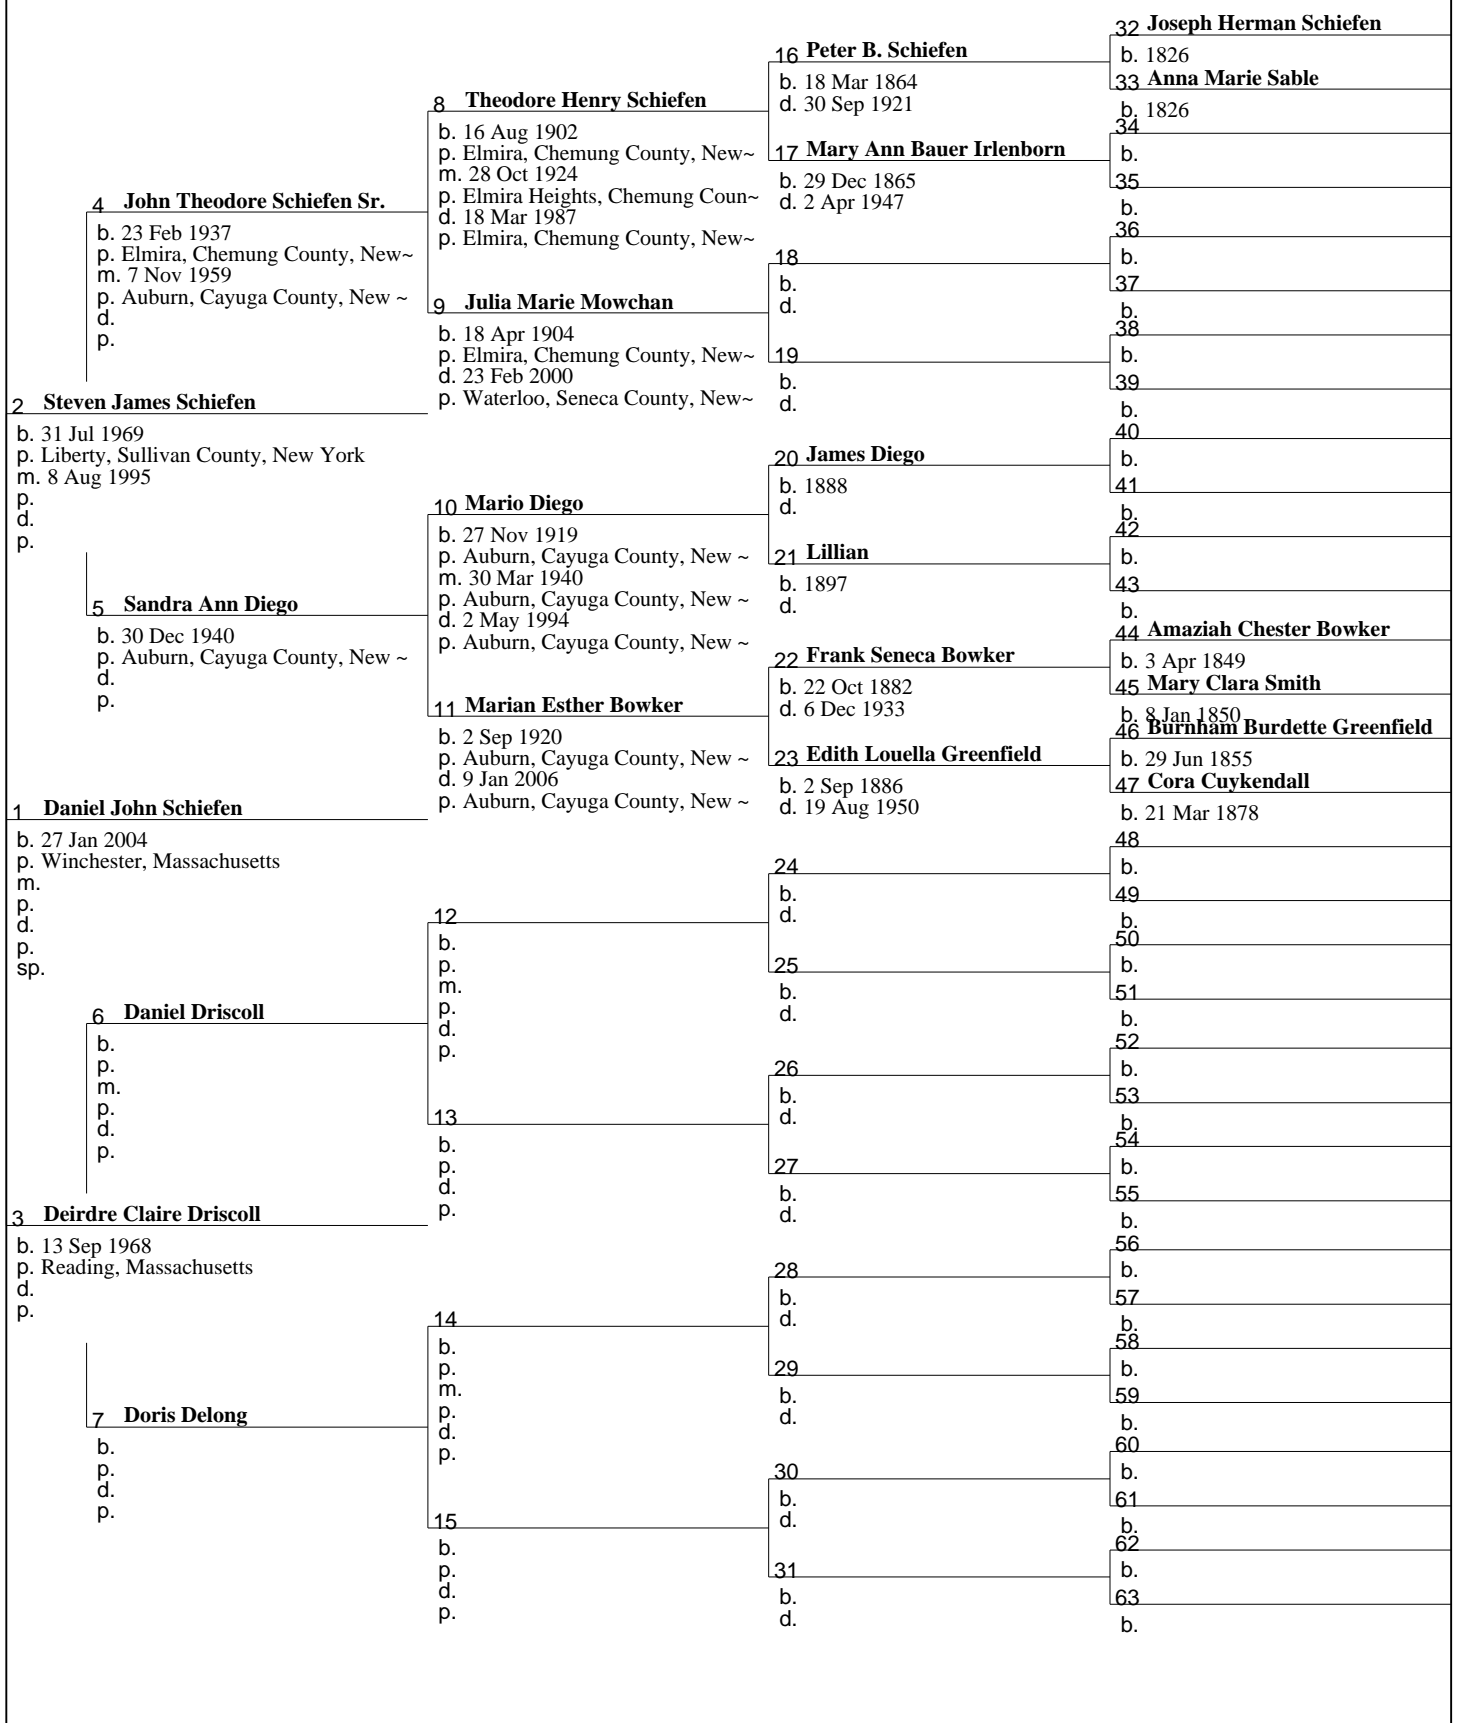 1 Daniel John Schiefen
b. 27 Jan 2004
p. Winchester, Massachusetts
m.
p.
d.
p.
sp.
2 Steven James Schiefen
b. 31 Jul 1969
p. Liberty, Sullivan County, New York
m. 8 Aug 1995
p.
d.
p.
3 Deirdre Claire Driscoll
b. 13 Sep 1968
p. Reading, Massachusetts
d.
p.
4 John Theodore Schiefen Sr.
b. 23 Feb 1937
p. Elmira, Chemung County, New~
m. 7 Nov 1959
p. Auburn, Cayuga County, New ~
d.
p.
5 Sandra Ann Diego
b. 30 Dec 1940
p. Auburn, Cayuga County, New ~
d.
p.
6 Daniel Driscoll
b.
p.
m.
p.
d.
p.
7 Doris Delong
b.
p.
d.
p.
8 Theodore Henry Schiefen
b. 16 Aug 1902
p. Elmira, Chemung County, New~
m. 28 Oct 1924
p. Elmira Heights, Chemung Coun~
d. 18 Mar 1987
p. Elmira, Chemung County, New~
9 Julia Marie Mowchan
b. 18 Apr 1904
p. Elmira, Chemung County, New~
d. 23 Feb 2000
p. Waterloo, Seneca County, New~
10 Mario Diego
b. 27 Nov 1919
p. Auburn, Cayuga County, New ~
m. 30 Mar 1940
p. Auburn, Cayuga County, New ~
d. 2 May 1994
p. Auburn, Cayuga County, New ~
11 Marian Esther Bowker
b. 2 Sep 1920
p. Auburn, Cayuga County, New ~
d. 9 Jan 2006
p. Auburn, Cayuga County, New ~
12
b.
p.
m.
p.
d.
p.
13
b.
p.
d.
p.
14
b.
p.
m.
p.
d.
p.
15
b.
p.
d.
p.
16 Peter B. Schiefen
b. 18 Mar 1864
d. 30 Sep 1921
17 Mary Ann Bauer Irlenborn
b. 29 Dec 1865
d. 2 Apr 1947
18
b.
d.
19
b.
d.
20 James Diego
b. 1888
d.
21 Lillian
b. 1897
d.
22 Frank Seneca Bowker
b. 22 Oct 1882
d. 6 Dec 1933
23 Edith Louella Greenfield
b. 2 Sep 1886
d. 19 Aug 1950
24
b.
d.
25
b.
d.
26
b.
d.
27
b.
d.
28
b.
d.
29
b.
d.
30
b.
d.
31
b.
d.
32 Joseph Herman Schiefen
b. 1826
33 Anna Marie Sable
b. 1826
34
b.
35
b.
36
b.
37
b.
38
b.
39
b.
40
b.
41
b.
42
b.
43
b.
44 Amaziah Chester Bowker
b. 3 Apr 1849
45 Mary Clara Smith
b. 8 Jan 1850
46 Burnham Burdette Greenfield
b. 29 Jun 1855
47 Cora Cuykendall
b. 21 Mar 1878
48
b.
49
b.
50
b.
51
b.
52
b.
53
b.
54
b.
55
b.
56
b.
57
b.
58
b.
59
b.
60
b.
61
b.
62
b.
63
b.